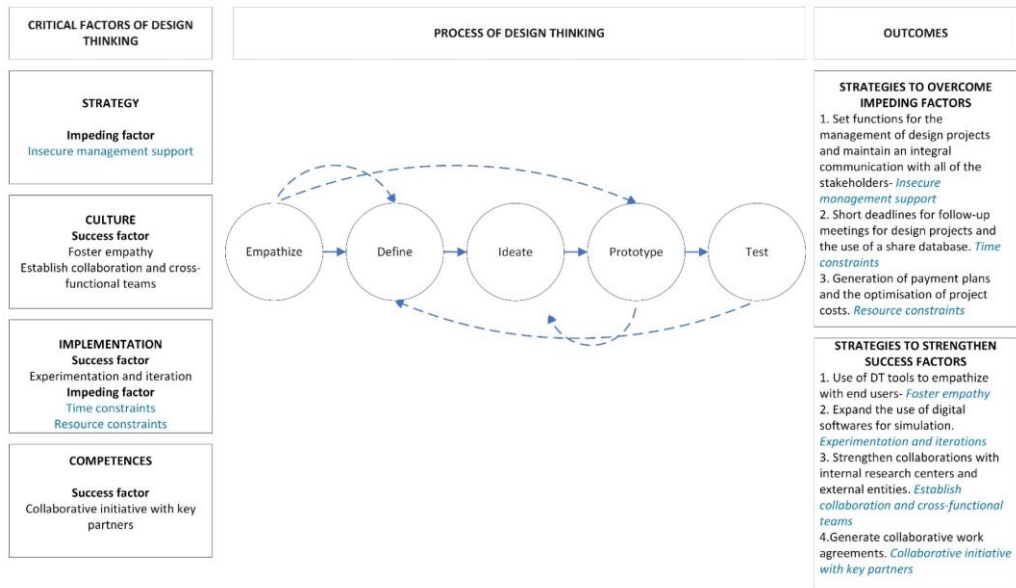 CRITICAL FACTORS OF DESIGN
THINKING
PROCESS OF DESIGN THINKING
OUTCOMES
STRATEGY
Impeding factor
Insecure management support
CULTURE
Success factor
Foster empathy
Establish collaboration and cross-
functional teams
IMPLEMENTATION
Success factor
Experimentation and iteration
Impeding factor
Time constraints
Resource constraints
COMPETENCES
Success factor
Collaborative initiative with key
partners
Empathize
Define
Ideate
Prototype
Test
STRATEGIES TO OVERCOME
IMPEDING FACTORS
1. Set functions for the
management of design projects
and maintain an integral
communication with all of the
stakeholders- Insecure
management support
2. Short deadlines for follow-up
meetings for design projects and
the use of a share database. Time
constraints
3. Generation of payment plans
and the optimisation of project
costs. Resource constraints
STRATEGIES TO STRENGTHEN
SUCCESS FACTORS
1. Use of DT tools to empathize
with end users- Foster empathy
2. Expand the use of digital
softwares for simulation.
Experimentation and iterations
3. Strengthen collaborations with
internal research centers and
external entities. Establish
collaboration and cross-functional
teams
4.Generate collaborative work
agreements. Collaborative initiative
with key partners